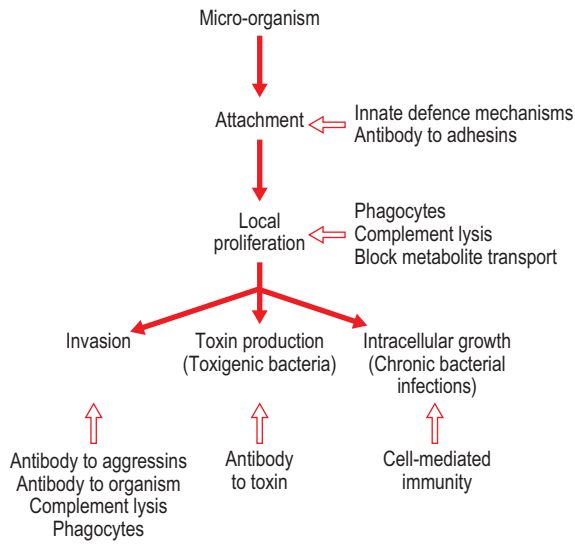 Micro-organism
Attachment
Innate defence mechanisms
Antibody to adhesins
Local
proliferation
Phagocytes
Complement lysis
Block metabolite transport
Invasion
Toxin production
(Toxigenic bacteria)
Intracellular growth
(Chronic bacterial
infections)
Antibody to aggressins
Antibody to organism
Complement lysis
Phagocytes
Antibody
to toxin
Cell-mediated
immunity